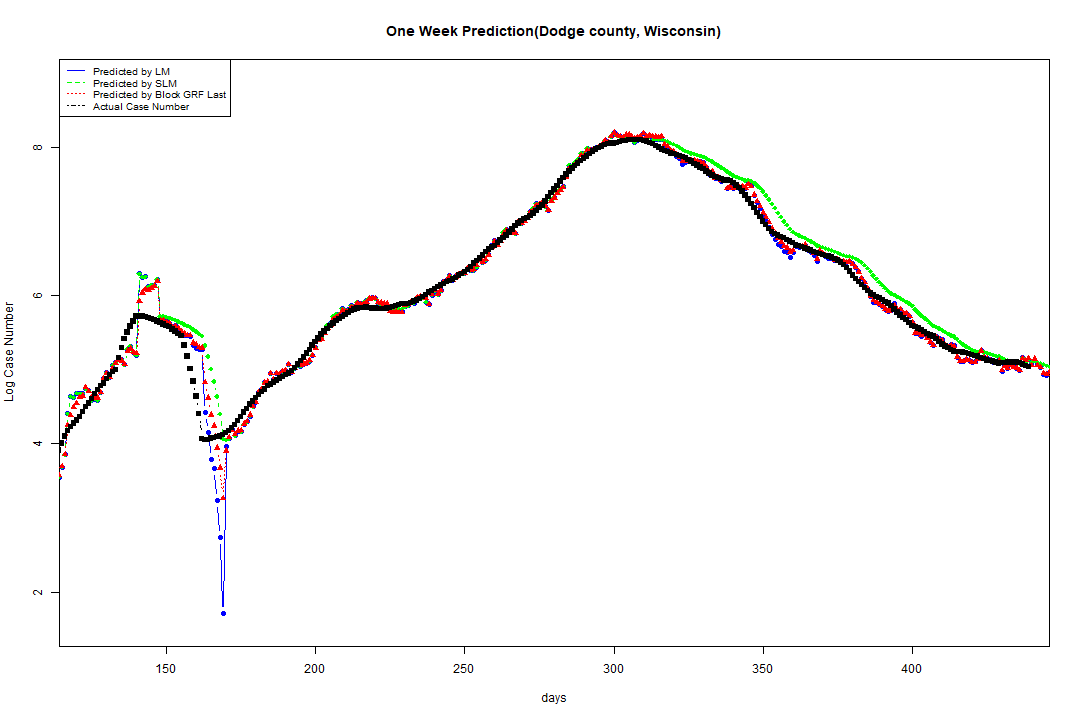 One Week Prediction(Dodge county, Wisconsin)
Predicted by LM
Predicted by SLM
Predicted by Block GRF Last
Actual Case Number
8
6
4
2
Log Case Number
150 200 250 300 350 400
days